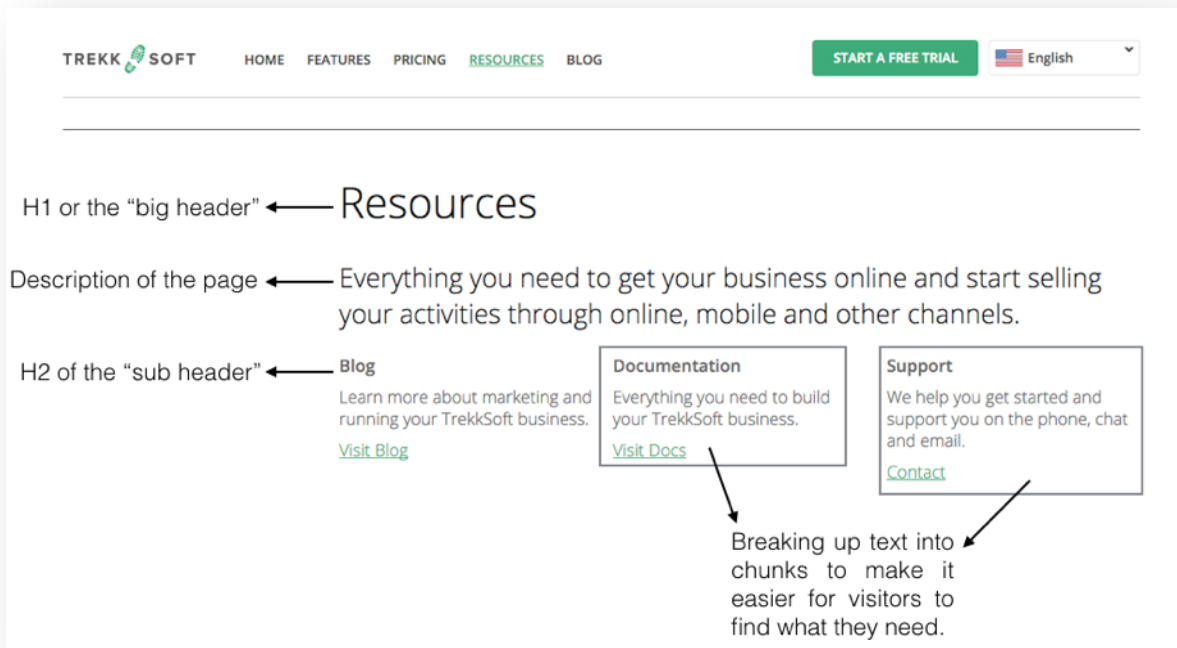 TREKK SOFT HOME FEATURES PRICING RESOURCES BLOG START A FREE TRIAL English
H1 or the “big header”
Resources
Description of the page
Everything you need to get your business online and start selling
your activities through online, mobile and other channels.
H2 of the “sub header”
Blog
Learn more about marketing and
running your TrekkSoft business.
Visit Blog
Documentation
Everything you need to build
your TrekkSoft business.
Visit Docs
Support
We help you get started and
support you on the phone, chat
and email.
Contact
Breaking up text into
chunks to make it
easier for visitors to
find what they need.